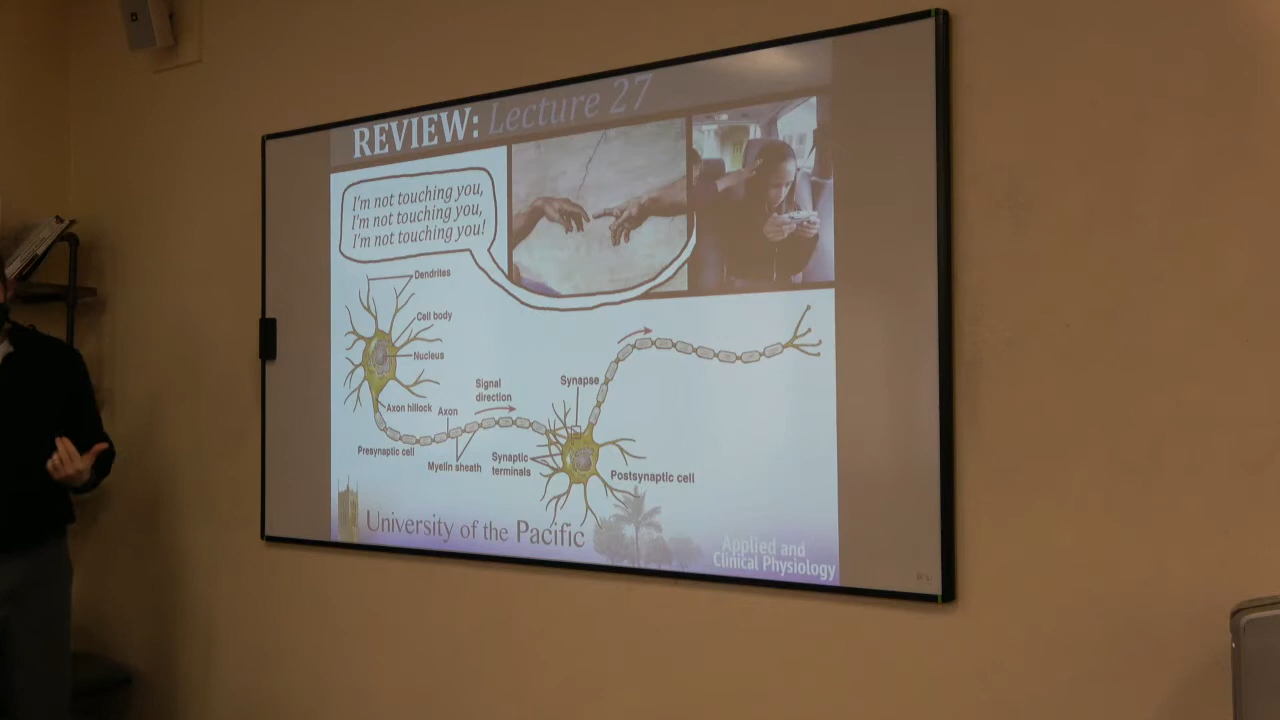 REVIEW: Lecture 27
I'm not touching you,
I'm not touching you,
I'm not touching you!
Dendrites
Cell body
Nucleus
Axon hillock
Axon
Signal
direction
Synapse
Presynaptic cell
Myelin sheath
Synaptic
terminals
Postsynaptic cell
University of the Pacific
Applied and
Clinical Physiology